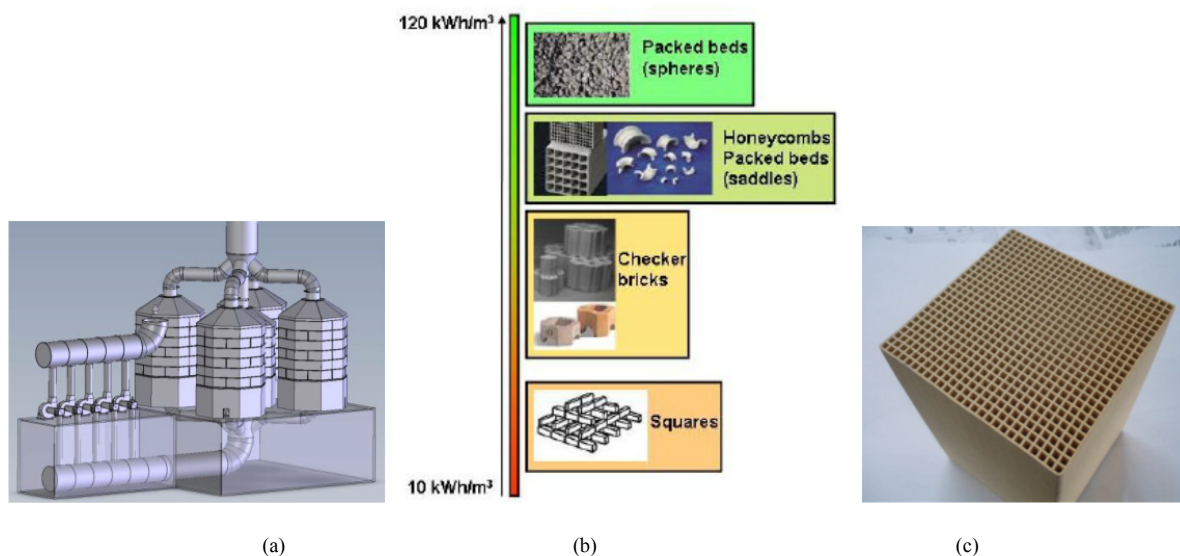 120 kWh/m³
Packed beds
(spheres)
Honeycombs
Packed beds
(saddles)
Checker
bricks
Squares
10 kWh/m³
(a) (b) (c)